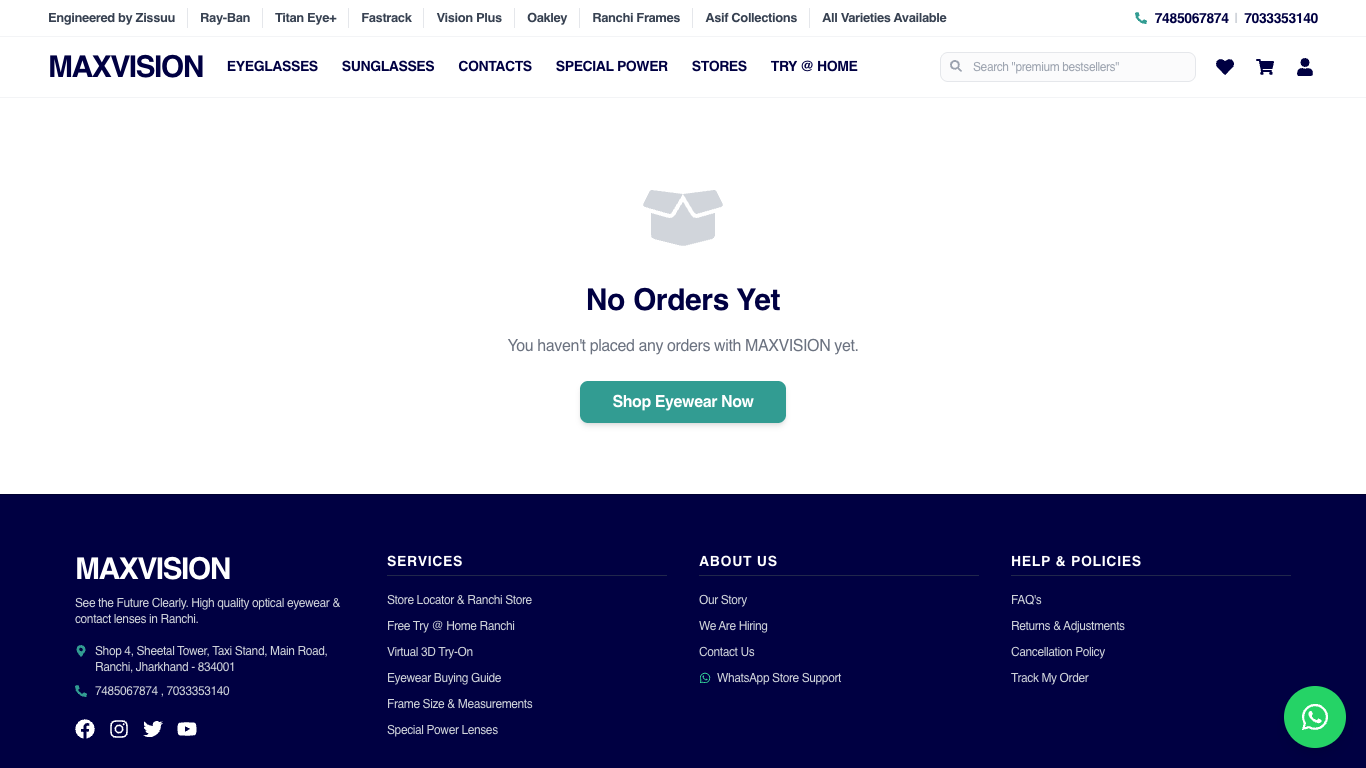 Engineered by Zissuu
Ray-Ban
Titan Eye+
Fastrack
Vision Plus
Oakley
Ranchi Frames
Asif Collections
All Varieties Available
7485067874 | 7033353140
MAXVISION
EYEGLASSES
SUNGLASSES
CONTACTS
SPECIAL POWER
STORES
TRY @ HOME
Search "premium bestsellers"
No Orders Yet
You haven't placed any orders with MAXVISION yet.
Shop Eyewear Now
MAXVISION
See the Future Clearly. High quality optical eyewear &
contact lenses in Ranchi.
Shop 4, Sheetal Tower, Taxi Stand, Main Road,
Ranchi, Jharkhand - 834001
7485067874 , 7033353140
SERVICES
Store Locator & Ranchi Store
Free Try @ Home Ranchi
Virtual 3D Try-On
Eyewear Buying Guide
Frame Size & Measurements
Special Power Lenses
ABOUT US
Our Story
We Are Hiring
Contact Us
WhatsApp Store Support
HELP & POLICIES
FAQ's
Returns & Adjustments
Cancellation Policy
Track My Order